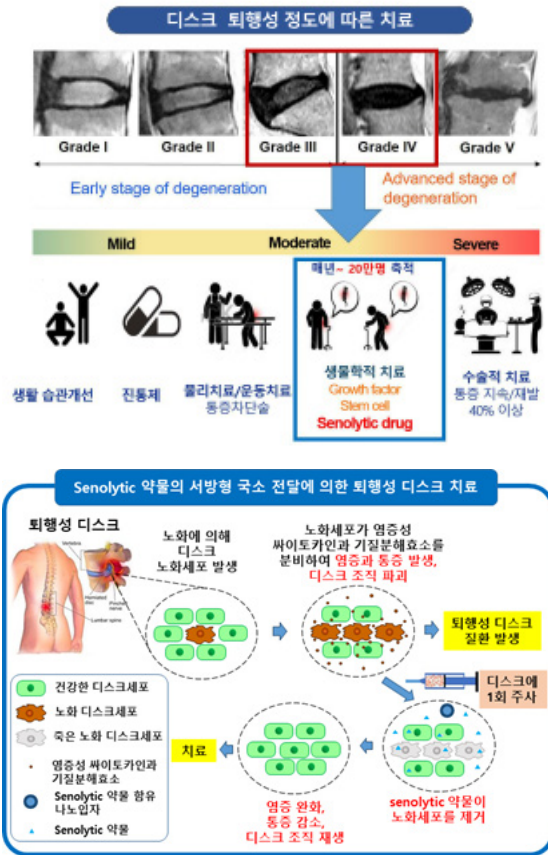 디스크 퇴행성 정도에 따른 치료
Grade I
Grade II
Grade III
Grade IV
Grade V
Early stage of degeneration
Advanced stage of
degeneration
Mild
Moderate
Severe
매년~ 20만명 축적
생활 습관개선
진통제
물리치료/운동치료
통증차단술
생물학적 치료
Growth factor
Stem cell
Senolytic drug
수술적 치료
통증 지속/재발
40% 이상
Senolytic 약물의 서방형 국소 전달에 의한 퇴행성 디스크 치료
퇴행성 디스크
Vertebra
Herniated
disc
Pinched
nerve
Lumbar spine
노화에 의해
디스크
노화세포 발생
노화세포가 염증성
싸이토카인과 기질분해효소를
분비하여 염증과 통증 발생,
디스크 조직 파괴
퇴행성 디스크
질환 발생
디스크에
1회 주사
건강한 디스크세포
노화 디스크세포
죽은 노화 디스크세포
염증성 싸이토카인과
기질분해효소
Senolytic 약물 함유
나노입자
Senolytic 약물
치료
염증 완화,
통증 감소,
디스크 조직 재생
senolytic 약물이
노화세포를 제거